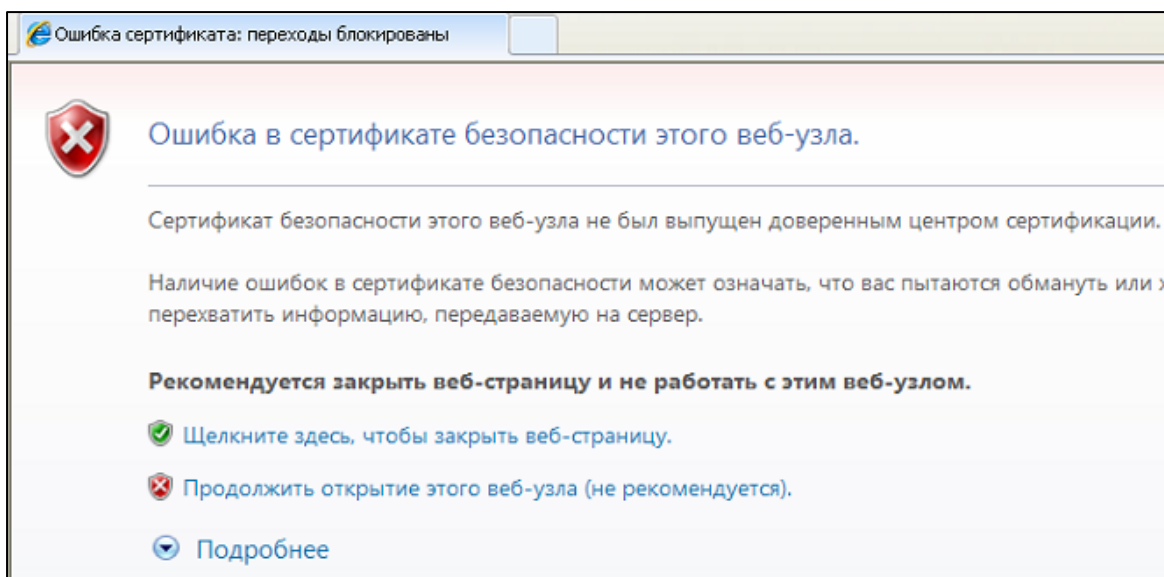 Ошибка сертификата: переходы блокированы
Ошибка в сертификате безопасности этого веб-узла.
Сертификат безопасности этого веб-узла не был выпущен доверенным центром сертификации.
Наличие ошибок в сертификате безопасности может означать, что вас пытаются обмануть или
перехватить информацию, передаваемую на сервер.
Рекомендуется закрыть веб-страницу и не работать с этим веб-узлом.
Щелкните здесь, чтобы закрыть веб-страницу.
Продолжить открытие этого веб-узла (не рекомендуется).
Подробнее